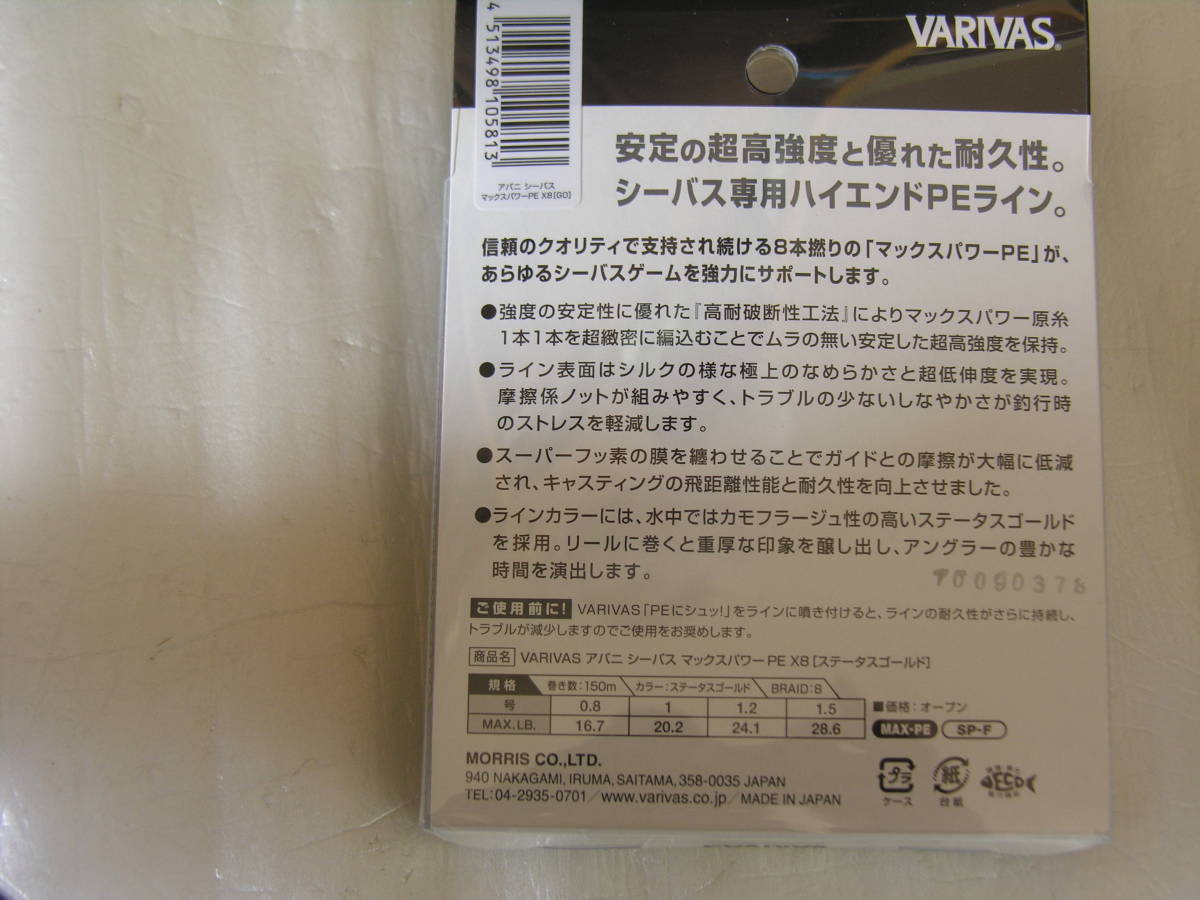 VARIVAS®
4 513498 105813
アバニ シーバス
マックスパワーPE X8[GO]
安定の超高強度と優れた耐久性。
シーバス専用ハイエンドPEライン。
信頼のクオリティで支持され続ける8本撚りの「マックスパワーPE」が、
あらゆるシーバスゲームを強力にサポートします。
●強度の安定性に優れた『高耐破断性工法』によりマックスパワー原糸
1本1本を超緻密に編込むことでムラの無い安定した超高強度を保持。
●ライン表面はシルクの様な極上のなめらかさと超低伸度を実現。
摩擦係ノットが組みやすく、トラブルの少ないしなやかさが釣行時
のストレスを軽減します。
●スーパーフッ素の膜を纏わせることでガイドとの摩擦が大幅に低減
され、キャスティングの飛距離性能と耐久性を向上させました。
●ラインカラーには、水中ではカモフラージュ性の高いステータスゴールド
を採用。リールに巻くと重厚な印象を醸し出し、アングラーの豊かな
時間を演出します。
70090378
ご使用前に! VARIVAS「PEにシュッ!」をラインに噴き付けると、ラインの耐久性がさらに持続し、
トラブルが減少しますのでご使用をお奨めします。
商品名 VARIVAS アバニ シーバス マックスパワーPE X8[ステータスゴールド]
規格 巻き数:150m カラー:ステータスゴールド BRAID:8
号 0.8 1 1.2 1.5
MAX.LB. 16.7 20.2 24.1 28.6
■価格:オープン
MAX-PE SP-F
MORRIS CO.,LTD.
940 NAKAGAMI, IRUMA, SAITAMA, 358-0035 JAPAN
TEL:04-2935-0701/www.varivas.co.jp/MADE IN JAPAN
プラ
ケース
紙
台紙
ECO